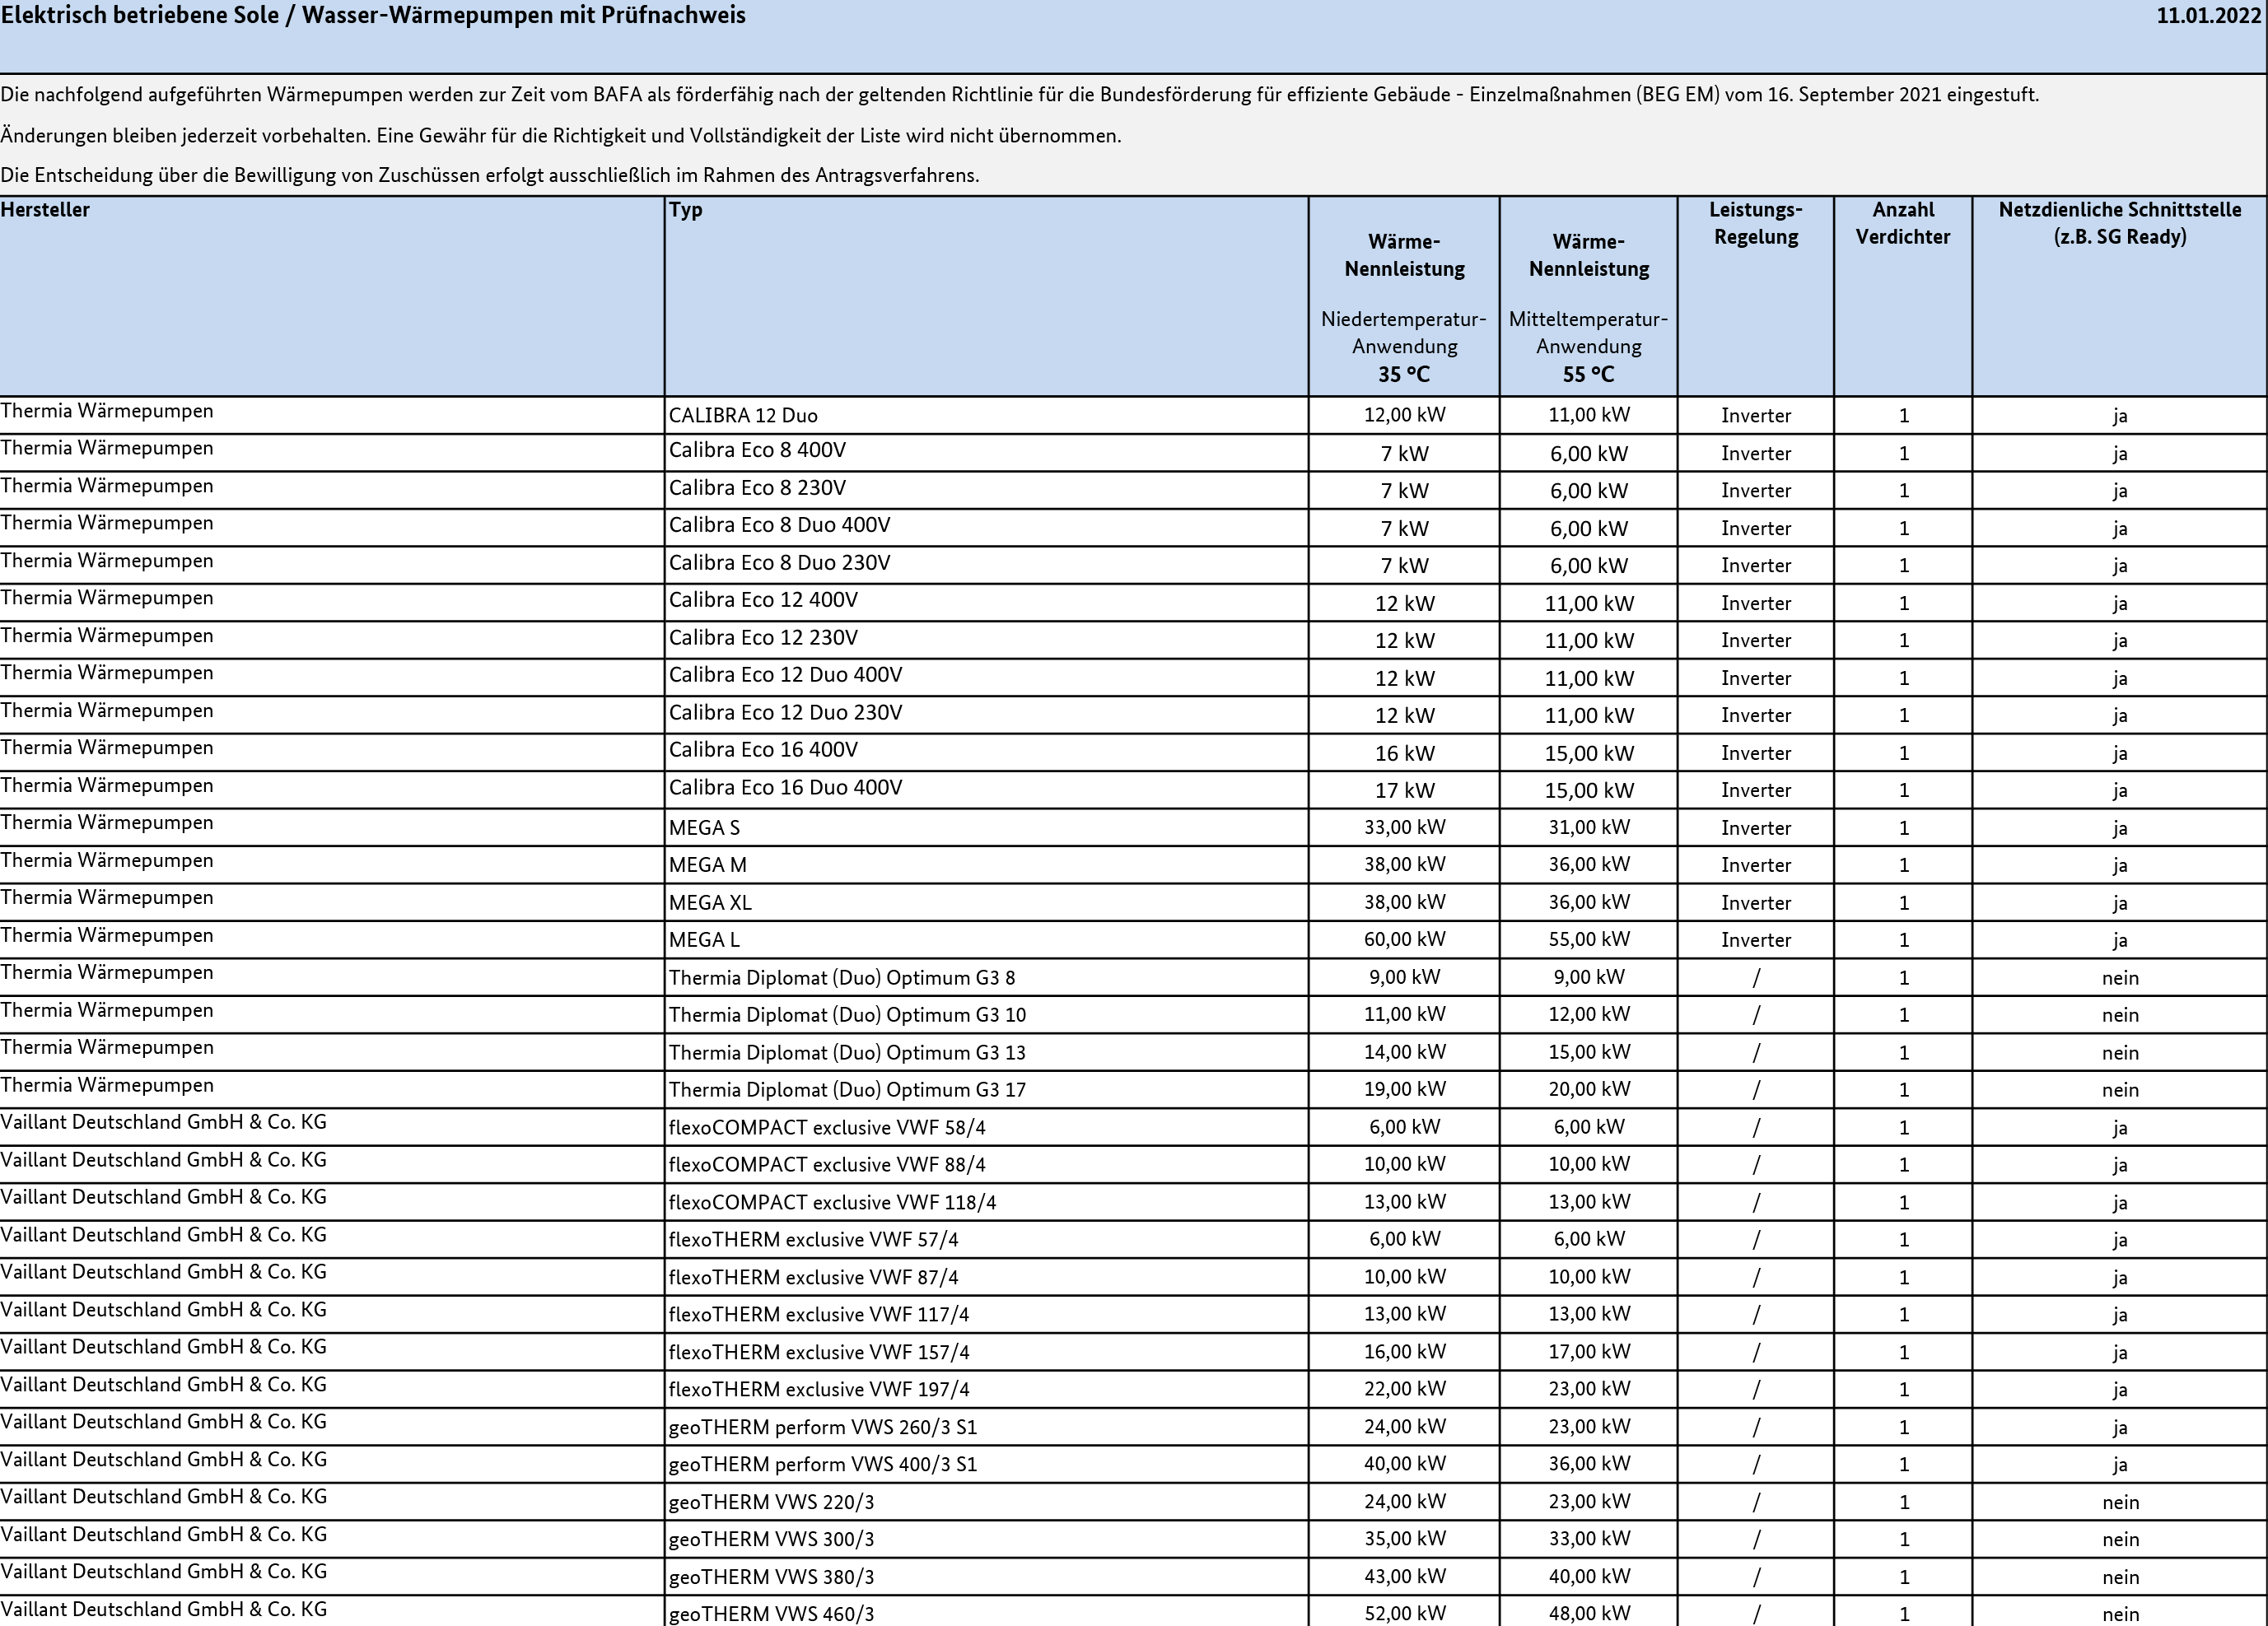 Elektrisch betriebene Sole / Wasser-Wärmepumpen mit Prüfnachweis 11.01.2022
Die nachfolgend aufgeführten Wärmepumpen werden zur Zeit vom BAFA als förderfähig nach der geltenden Richtlinie für die Bundesförderung für effiziente Gebäude - Einzelmaßnahmen (BEG EM) vom 16. September 2021 eingestuft.
Änderungen bleiben jederzeit vorbehalten. Eine Gewähr für die Richtigkeit und Vollständigkeit der Liste wird nicht übernommen.
Die Entscheidung über die Bewilligung von Zuschüssen erfolgt ausschließlich im Rahmen des Antragsverfahrens.
Hersteller
Typ
Wärme-
Nennleistung
Niedertemperatur-
Anwendung
35 °C
Wärme-
Nennleistung
Mitteltemperatur-
Anwendung
55 °C
Leistungs-
Regelung
Anzahl
Verdichter
Netzdienliche Schnittstelle
(z.B. SG Ready)
Thermia Wärmepumpen CALIBRA 12 Duo 12,00 kW 11,00 kW Inverter 1 ja
Thermia Wärmepumpen Calibra Eco 8 400V 7 kW 6,00 kW Inverter 1 ja
Thermia Wärmepumpen Calibra Eco 8 230V 7 kW 6,00 kW Inverter 1 ja
Thermia Wärmepumpen Calibra Eco 8 Duo 400V 7 kW 6,00 kW Inverter 1 ja
Thermia Wärmepumpen Calibra Eco 8 Duo 230V 7 kW 6,00 kW Inverter 1 ja
Thermia Wärmepumpen Calibra Eco 12 400V 12 kW 11,00 kW Inverter 1 ja
Thermia Wärmepumpen Calibra Eco 12 230V 12 kW 11,00 kW Inverter 1 ja
Thermia Wärmepumpen Calibra Eco 12 Duo 400V 12 kW 11,00 kW Inverter 1 ja
Thermia Wärmepumpen Calibra Eco 12 Duo 230V 12 kW 11,00 kW Inverter 1 ja
Thermia Wärmepumpen Calibra Eco 16 400V 16 kW 15,00 kW Inverter 1 ja
Thermia Wärmepumpen Calibra Eco 16 Duo 400V 17 kW 15,00 kW Inverter 1 ja
Thermia Wärmepumpen MEGA S 33,00 kW 31,00 kW Inverter 1 ja
Thermia Wärmepumpen MEGA M 38,00 kW 36,00 kW Inverter 1 ja
Thermia Wärmepumpen MEGA XL 38,00 kW 36,00 kW Inverter 1 ja
Thermia Wärmepumpen MEGA L 60,00 kW 55,00 kW Inverter 1 ja
Thermia Wärmepumpen Thermia Diplomat (Duo) Optimum G3 8 9,00 kW 9,00 kW / 1 nein
Thermia Wärmepumpen Thermia Diplomat (Duo) Optimum G3 10 11,00 kW 12,00 kW / 1 nein
Thermia Wärmepumpen Thermia Diplomat (Duo) Optimum G3 13 14,00 kW 15,00 kW / 1 nein
Thermia Wärmepumpen Thermia Diplomat (Duo) Optimum G3 17 19,00 kW 20,00 kW / 1 nein
Vaillant Deutschland GmbH & Co. KG flexoCOMPACT exclusive VWF 58/4 6,00 kW 6,00 kW / 1 ja
Vaillant Deutschland GmbH & Co. KG flexoCOMPACT exclusive VWF 88/4 10,00 kW 10,00 kW / 1 ja
Vaillant Deutschland GmbH & Co. KG flexoCOMPACT exclusive VWF 118/4 13,00 kW 13,00 kW / 1 ja
Vaillant Deutschland GmbH & Co. KG flexoTHERM exclusive VWF 57/4 6,00 kW 6,00 kW / 1 ja
Vaillant Deutschland GmbH & Co. KG flexoTHERM exclusive VWF 87/4 10,00 kW 10,00 kW / 1 ja
Vaillant Deutschland GmbH & Co. KG flexoTHERM exclusive VWF 117/4 13,00 kW 13,00 kW / 1 ja
Vaillant Deutschland GmbH & Co. KG flexoTHERM exclusive VWF 157/4 16,00 kW 17,00 kW / 1 ja
Vaillant Deutschland GmbH & Co. KG flexoTHERM exclusive VWF 197/4 22,00 kW 23,00 kW / 1 ja
Vaillant Deutschland GmbH & Co. KG geoTHERM perform VWS 260/3 S1 24,00 kW 23,00 kW / 1 ja
Vaillant Deutschland GmbH & Co. KG geoTHERM perform VWS 400/3 S1 40,00 kW 36,00 kW / 1 ja
Vaillant Deutschland GmbH & Co. KG geoTHERM VWS 220/3 24,00 kW 23,00 kW / 1 nein
Vaillant Deutschland GmbH & Co. KG geoTHERM VWS 300/3 35,00 kW 33,00 kW / 1 nein
Vaillant Deutschland GmbH & Co. KG geoTHERM VWS 380/3 43,00 kW 40,00 kW / 1 nein
Vaillant Deutschland GmbH & Co. KG geoTHERM VWS 460/3 52,00 kW 48,00 kW / 1 nein